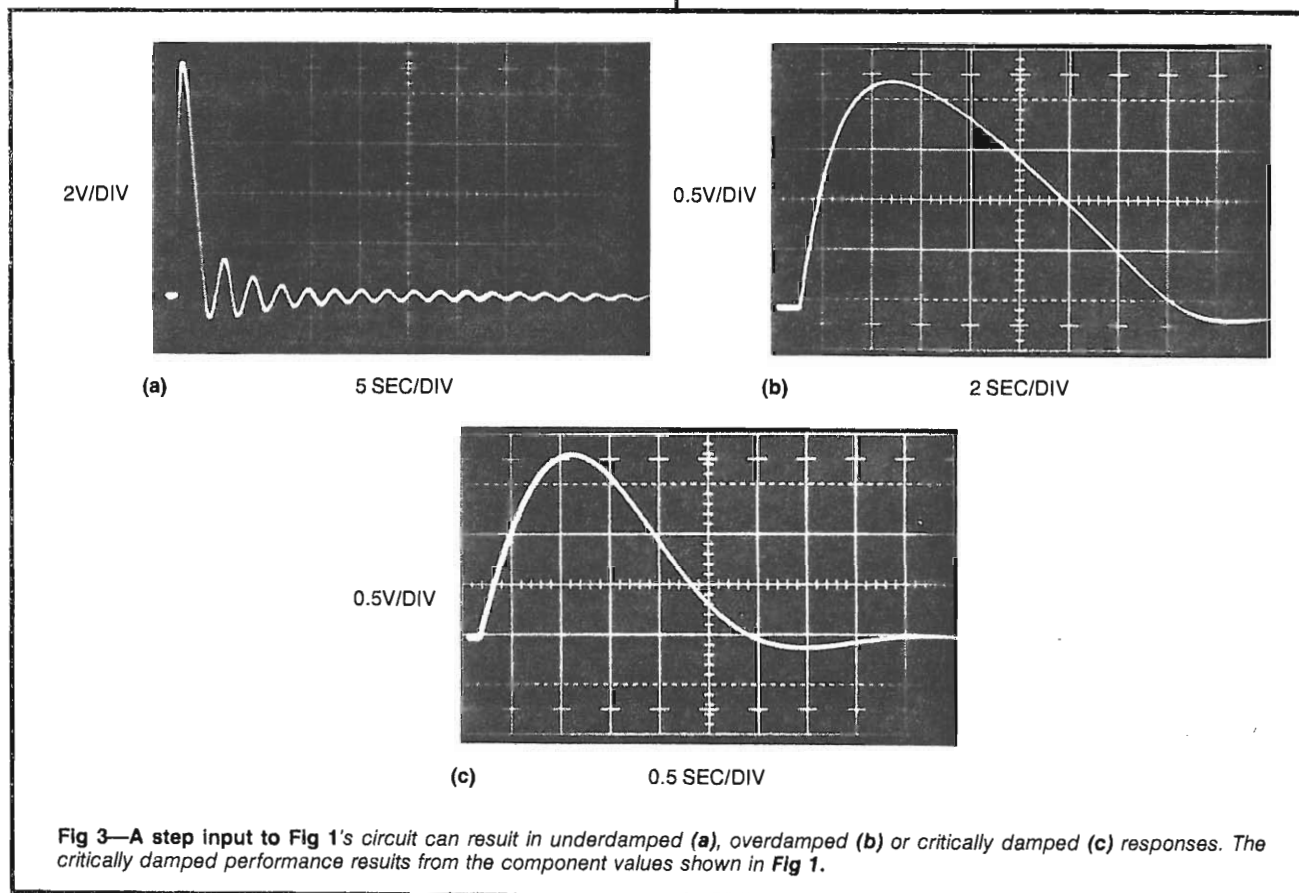 2V/DIV
(a)
5 SEC/DIV
0.5V/DIV
(b)
2 SEC/DIV
0.5V/DIV
(c)
0.5 SEC/DIV
Fig 3—A step input to Fig 1's circuit can result in underdamped (a), overdamped (b) or critically damped (c) responses. The
critically damped performance results from the component values shown in Fig 1.